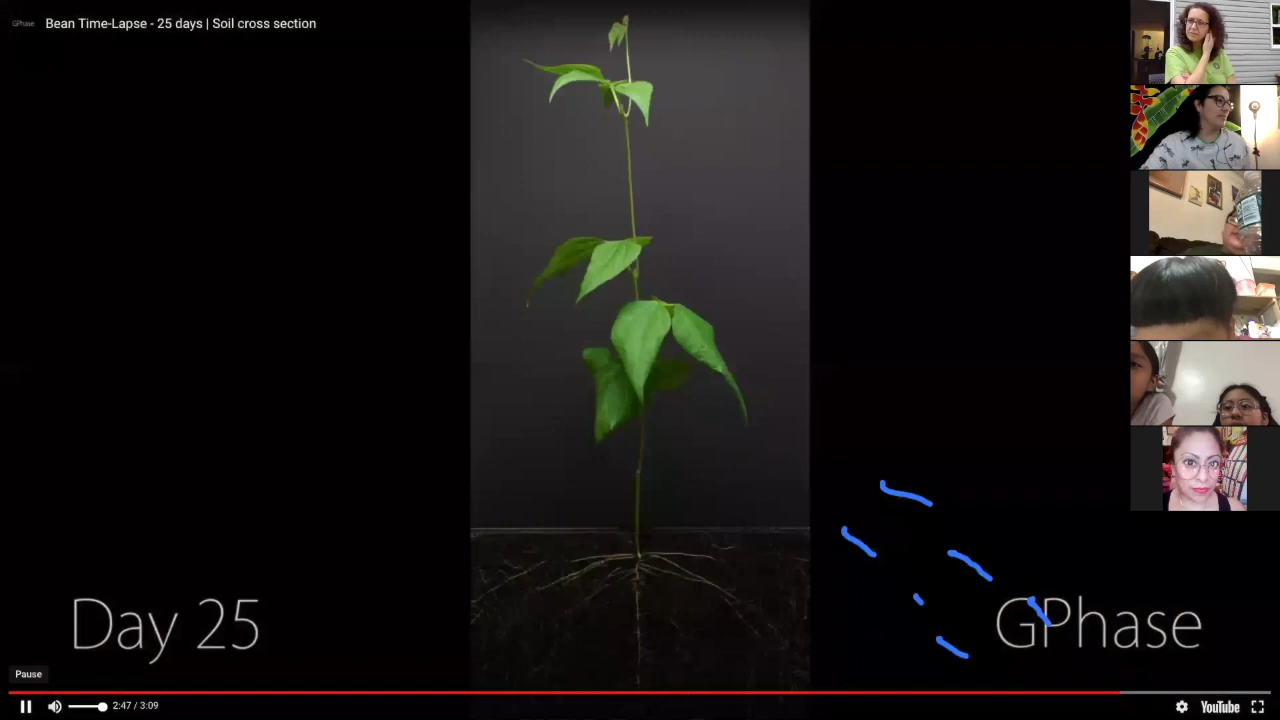 GPhase
Bean Time-Lapse - 25 days | Soil cross section
Day 25
GPhase
Pause
2:47 / 3:09
YouTube